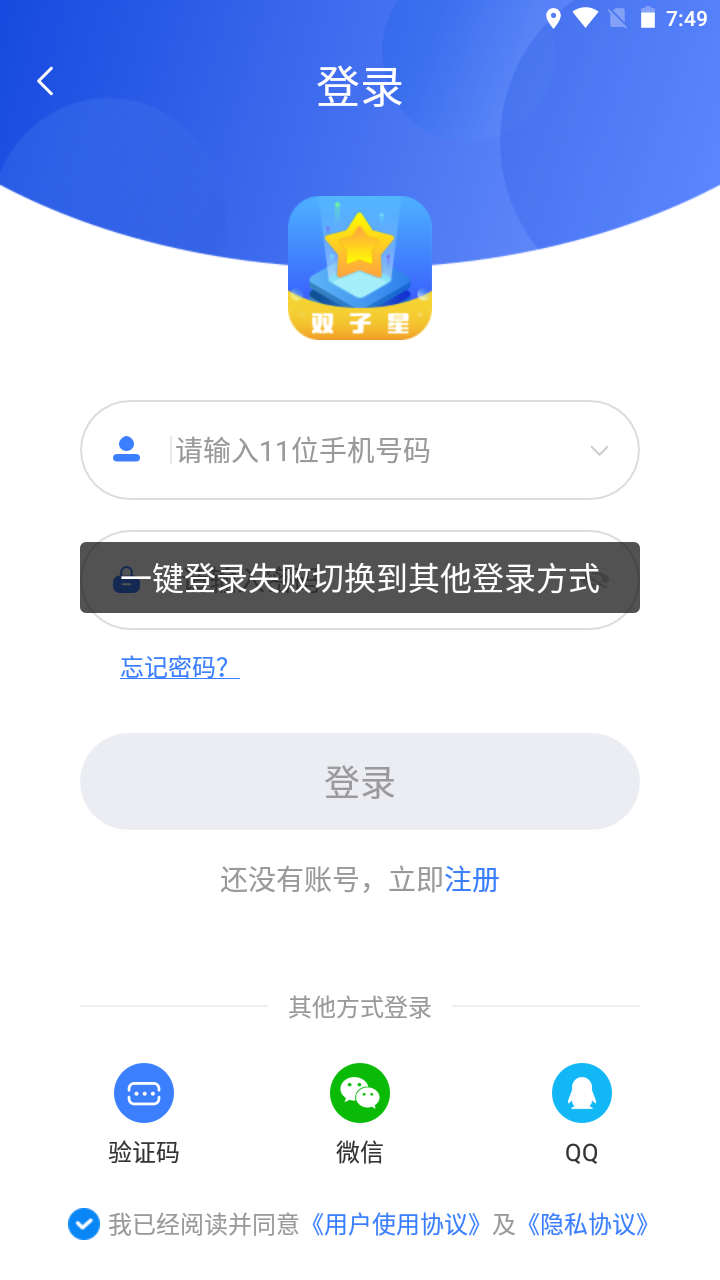 7:49
登录
双子星
请输入11位手机号码
一键登录失败切换到其他登录方式
忘记密码？
登录
还没有账号，立即注册
其他方式登录
验证码
微信
QQ
我已经阅读并同意《用户使用协议》及《隐私协议》